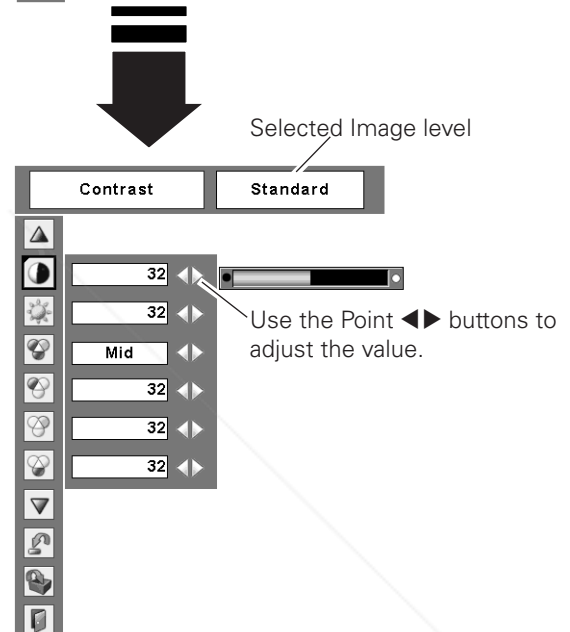 Selected Image level
Contrast Standard
32
32
Use the Point ◀▶ buttons to
adjust the value.
Mid
32
32
32